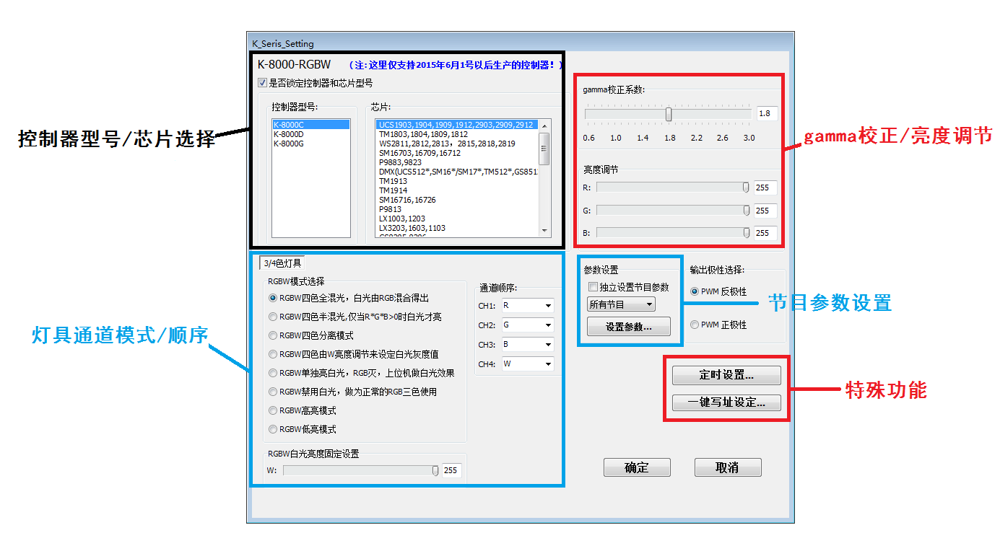 K_Seris_Setting
K-8000-RGBW （注:这里仅支持2015年6月1号以后生产的控制器！）
是否锁定控制器和芯片型号
控制器型号:
K-8000C
K-8000D
K-8000G
芯片:
UCS1903,1904,1909,1912,2903,2909,2912
TM1803,1804,1809,1812
WS2811,2812,2813，2815,2818,2819
SM16703,16709,16712
P9883,9823
DMX(UCS512*,SM16*/SM17*,TM512*,GS851
TM1913
TM1914
SM16716,16726
P9813
LX1003,1203
LX3203,1603,1103
控制器型号/芯片选择
gamma校正系数:
1.8
0.6 1.0 1.4 1.8 2.2 2.6 3.0
亮度调节
R: 255
G: 255
B: 255
gamma校正/亮度调节
3/4色灯具
RGBW模式选择
RGBW四色全混光，白光由RGB混合得出
RGBW四色半混光,仅当R*G*B>0时白光才亮
RGBW四色分离模式
RGBW四色由W亮度调节来设定白光灰度值
RGBW单独亮白光，RGB灭，上位机做白光效果
RGBW禁用白光，做为正常的RGB三色使用
RGBW高亮模式
RGBW低亮模式
通道顺序:
CH1: R
CH2: G
CH3: B
CH4: W
RGBW白光亮度固定设置
W: 255
灯具通道模式/顺序
参数设置
独立设置节目参数
所有节目
设置参数...
输出极性选择:
PWM 反极性
PWM 正极性
节目参数设置
定时设置...
一键写址设定...
特殊功能
确定
取消